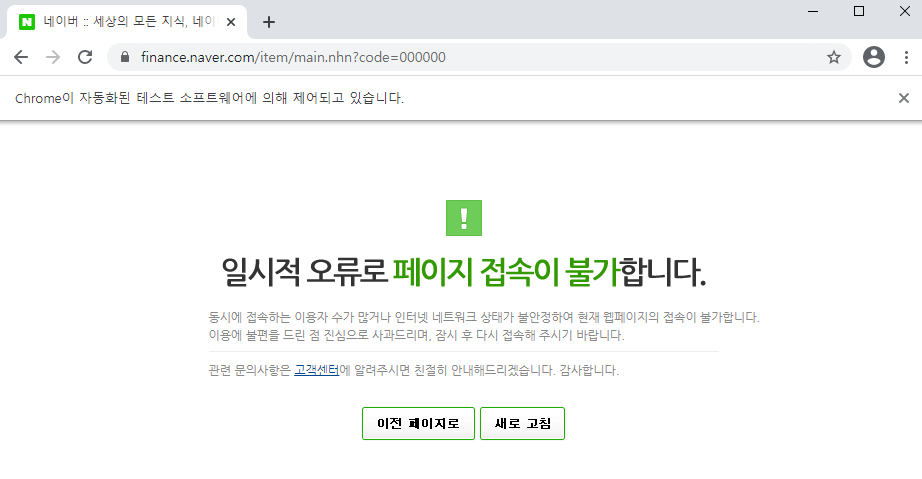 네이버 :: 세상의 모든 지식, 네이
finance.naver.com/item/main.nhn?code=000000
Chrome이 자동화된 테스트 소프트웨어에 의해 제어되고 있습니다.
일시적 오류로 페이지 접속이 불가합니다.
동시에 접속하는 이용자 수가 많거나 인터넷 네트워크 상태가 불안정하여 현재 웹페이지의 접속이 불가합니다.
이용에 불편을 드린 점 진심으로 사과드리며, 잠시 후 다시 접속해 주시기 바랍니다.
관련 문의사항은 고객센터에 알려주시면 친절히 안내해드리겠습니다. 감사합니다.
이전 페이지로 새로 고침